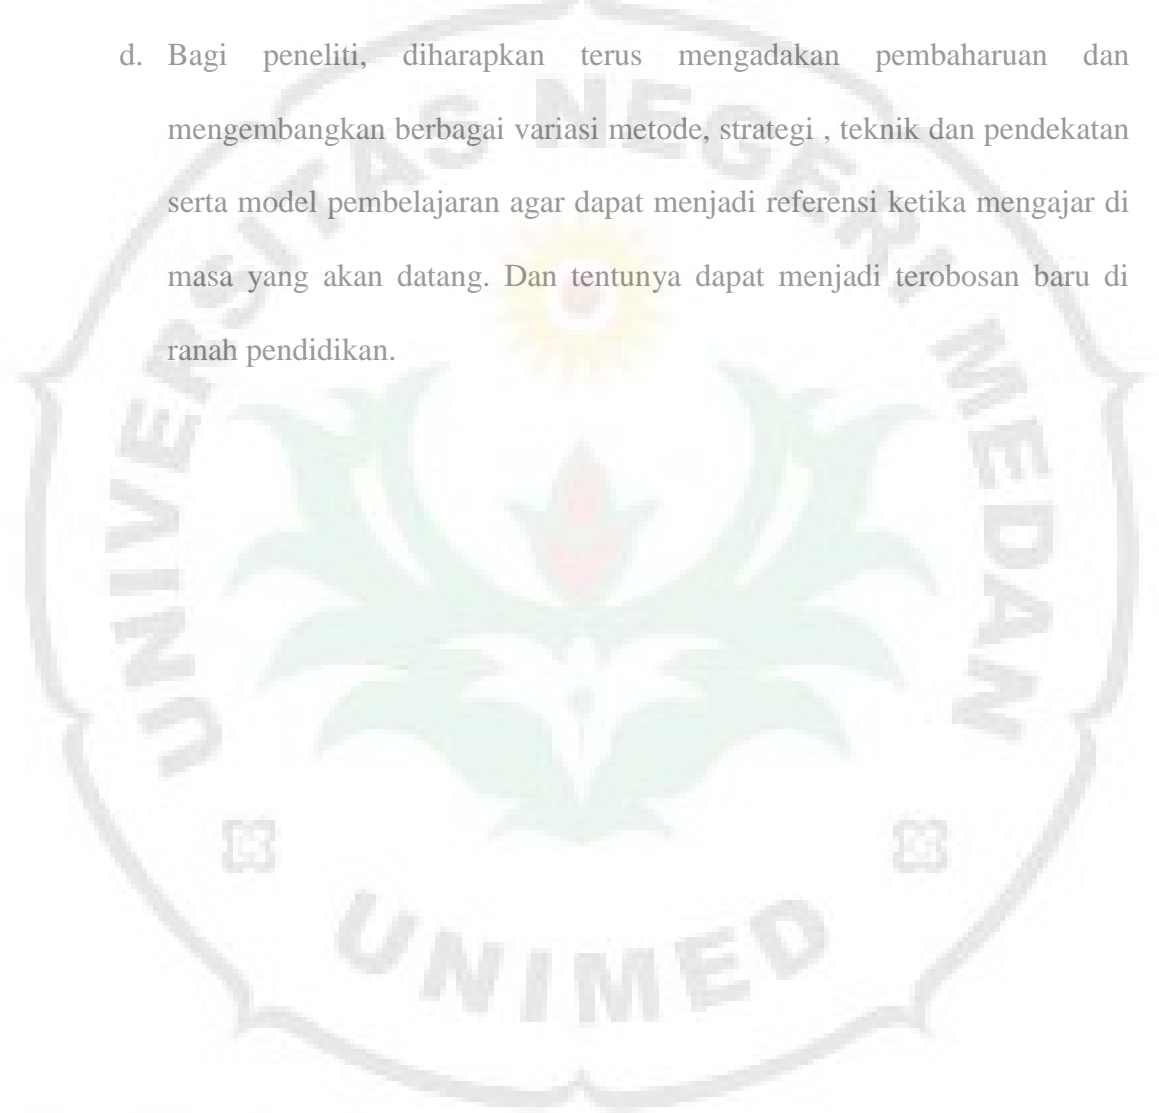 d. Bagi peneliti, diharapkan terus mengadakan pembaharuan dan
mengembangkan berbagai variasi metode, strategi , teknik dan pendekatan
serta model pembelajaran agar dapat menjadi referensi ketika mengajar di
masa yang akan datang. Dan tentunya dapat menjadi terobosan baru di
ranah pendidikan.
UNIVERSITAS NEGERI MEDAN
UNIMED